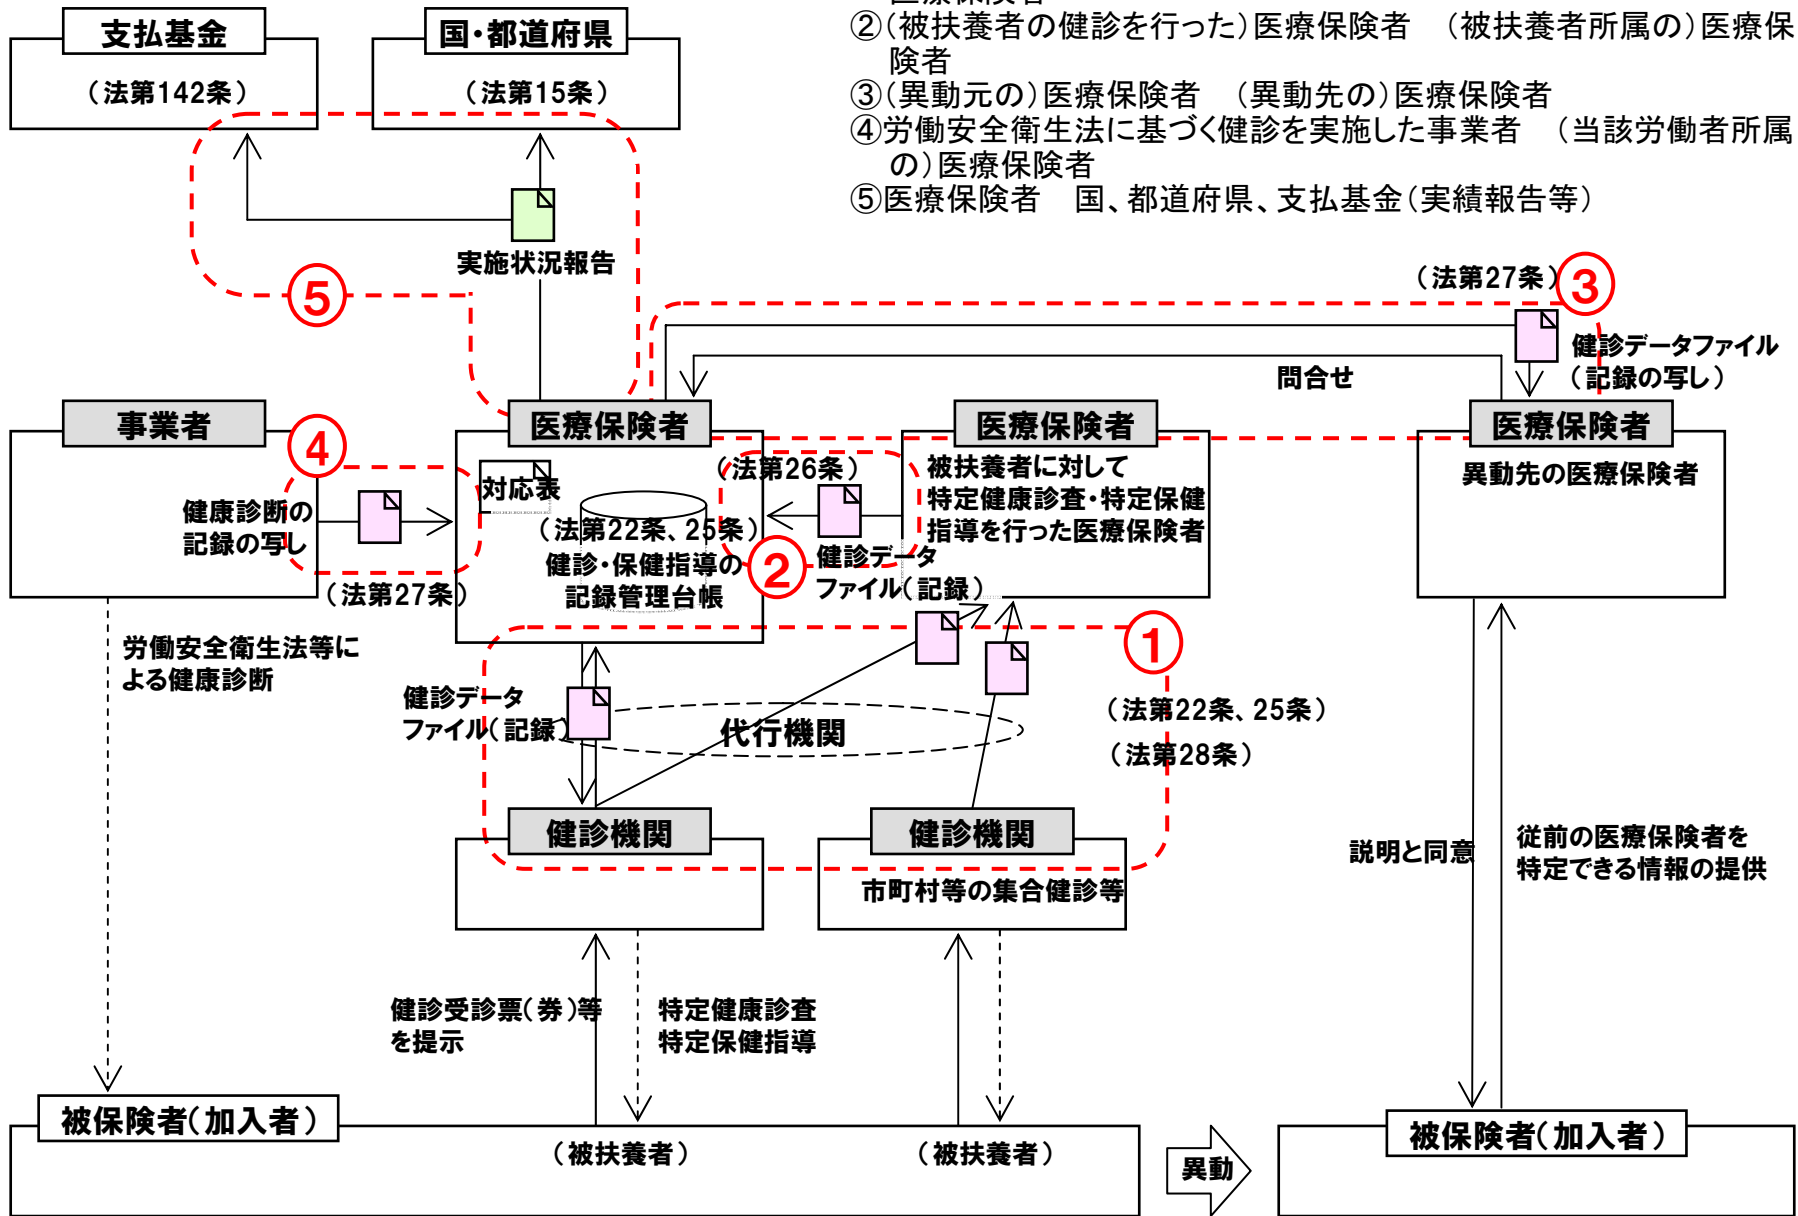 医療保険者
②(被扶養者の健診を行った)医療保険者　(被扶養者所属の)医療保
険者
③(異動元の)医療保険者　(異動先の)医療保険者
④労働安全衛生法に基づく健診を実施した事業者　(当該労働者所属
の)医療保険者
⑤医療保険者　国、都道府県、支払基金(実績報告等)
支払基金
(法第142条)
国・都道府県
(法第15条)
実施状況報告
⑤
(法第27条)
③
健診データファイル
(記録の写し)
問合せ
事業者
④
健康診断の
記録の写し
(法第27条)
医療保険者
対応表
(法第22条、25条)
健診・保健指導の
記録管理台帳
(法第26条)
②
健診データ
ファイル(記録)
医療保険者
被扶養者に対して
特定健康診査・特定保健
指導を行った医療保険者
医療保険者
異動先の医療保険者
労働安全衛生法等に
よる健康診断
健診データ
ファイル(記録)
代行機関
①
(法第22条、25条)
(法第28条)
健診機関
健診機関
市町村等の集合健診等
説明と同意
従前の医療保険者を
特定できる情報の提供
健診受診票(券)等
を提示
特定健康診査
特定保健指導
被保険者(加入者)
(被扶養者)
(被扶養者)
異動
被保険者(加入者)